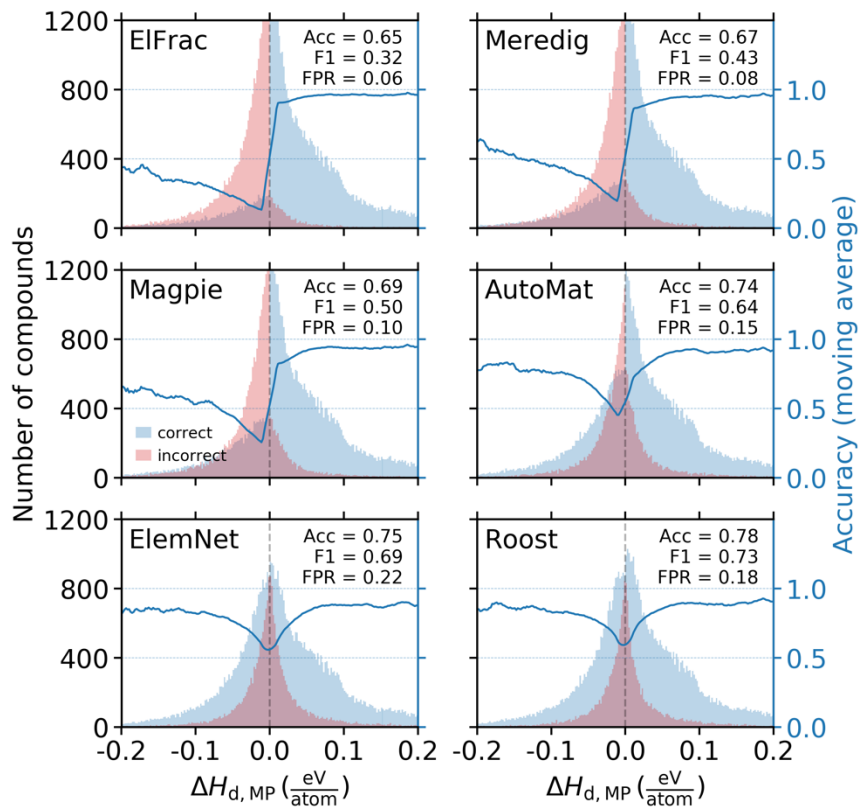 1200
ElFrac
Acc = 0.65
F1 = 0.32
FPR = 0.06
800
400
0
Meredig
Acc = 0.67
F1 = 0.43
FPR = 0.08
1.0
0.5
0.0
1200
Magpie
Acc = 0.69
F1 = 0.50
FPR = 0.10
800
400
0
correct
incorrect
AutoMat
Acc = 0.74
F1 = 0.64
FPR = 0.15
1.0
0.5
0.0
1200
ElemNet
Acc = 0.75
F1 = 0.69
FPR = 0.22
800
400
0
Roost
Acc = 0.78
F1 = 0.73
FPR = 0.18
1.0
0.5
0.0
-0.2 -0.1 0.0 0.1 0.2
-0.2 -0.1 0.0 0.1 0.2
ΔH_d, MP (eV/atom)
ΔH_d, MP (eV/atom)
Number of compounds
Accuracy (moving average)